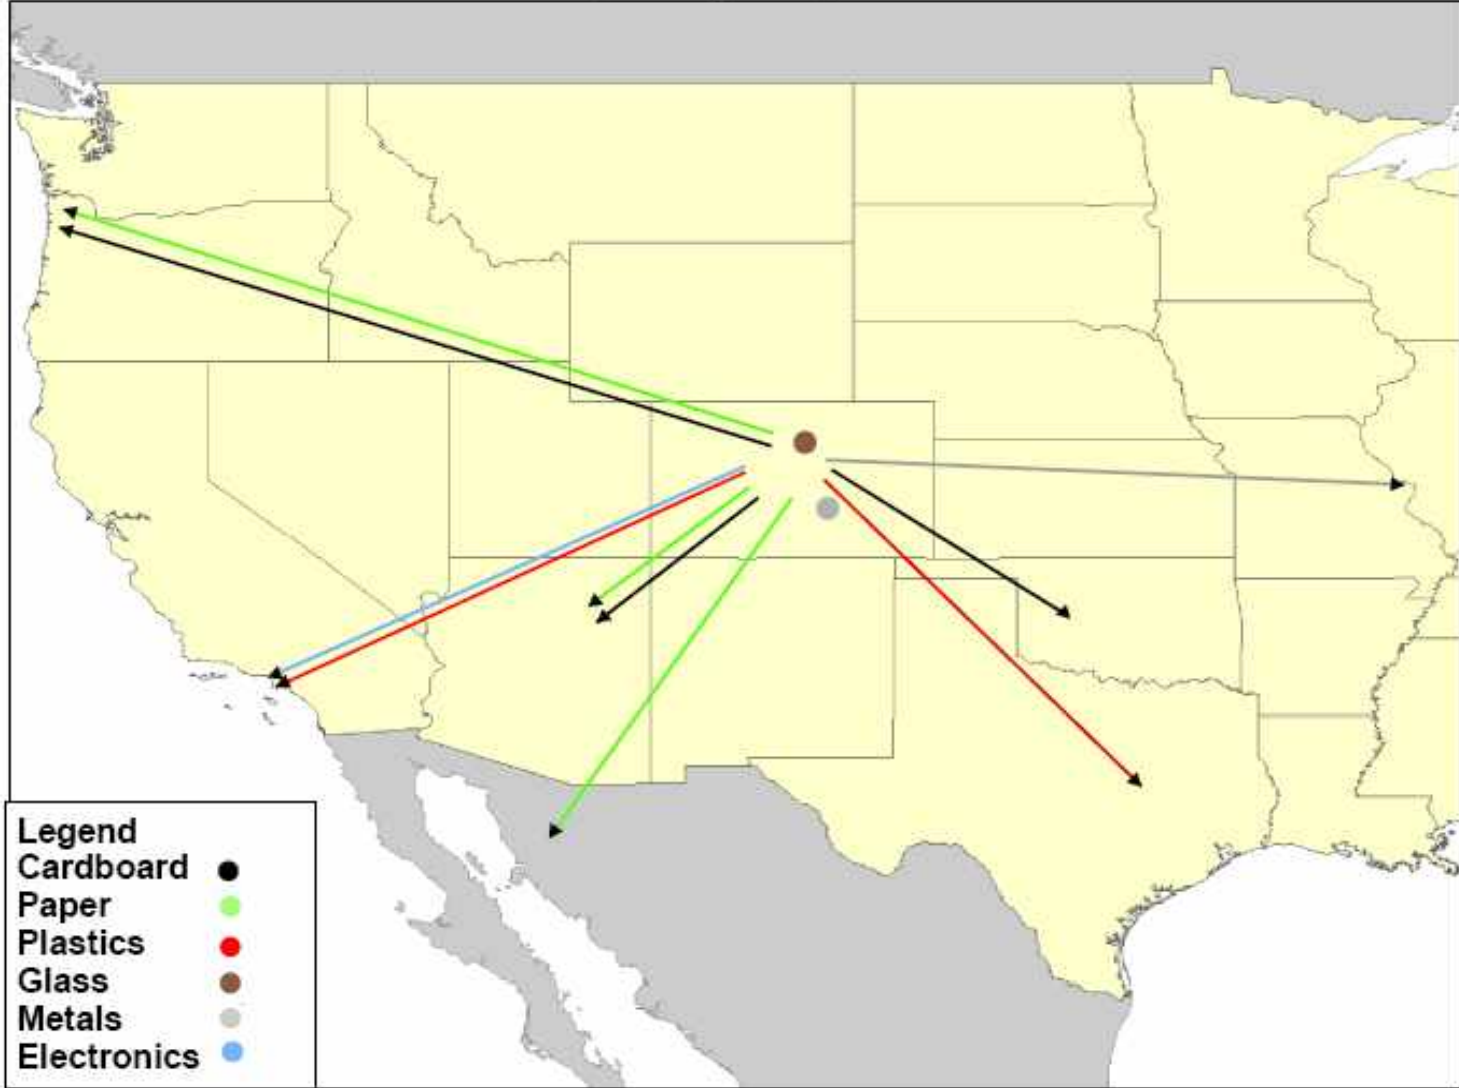 Legend
Cardboard
Paper
Plastics
Glass
Metals
Electronics